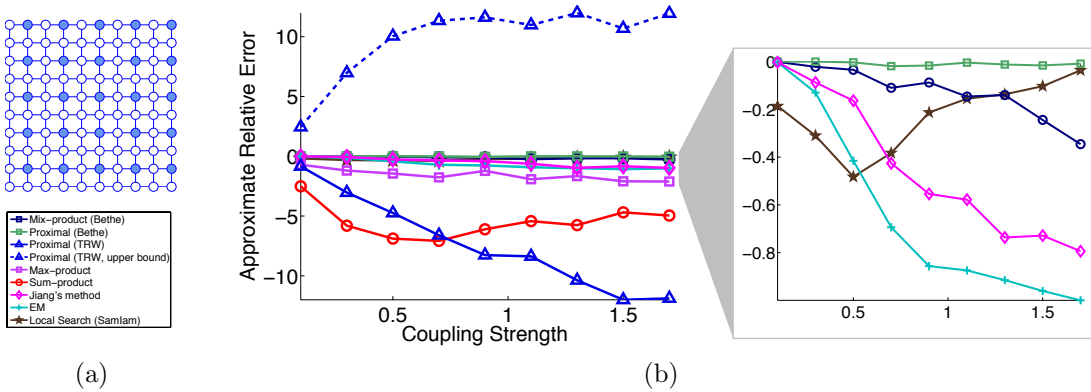 Mix−product (Bethe)
Proximal (Bethe)
Proximal (TRW)
Proximal (TRW, upper bound)
Max−product
Sum−product
Jiang's method
EM
Local Search (SamIam)
(a)
Approximate Relative Error
10
5
0
−5
−10
0.5
1
1.5
Coupling Strength
0
−0.2
−0.4
−0.6
−0.8
0.5
1
1.5
(b)